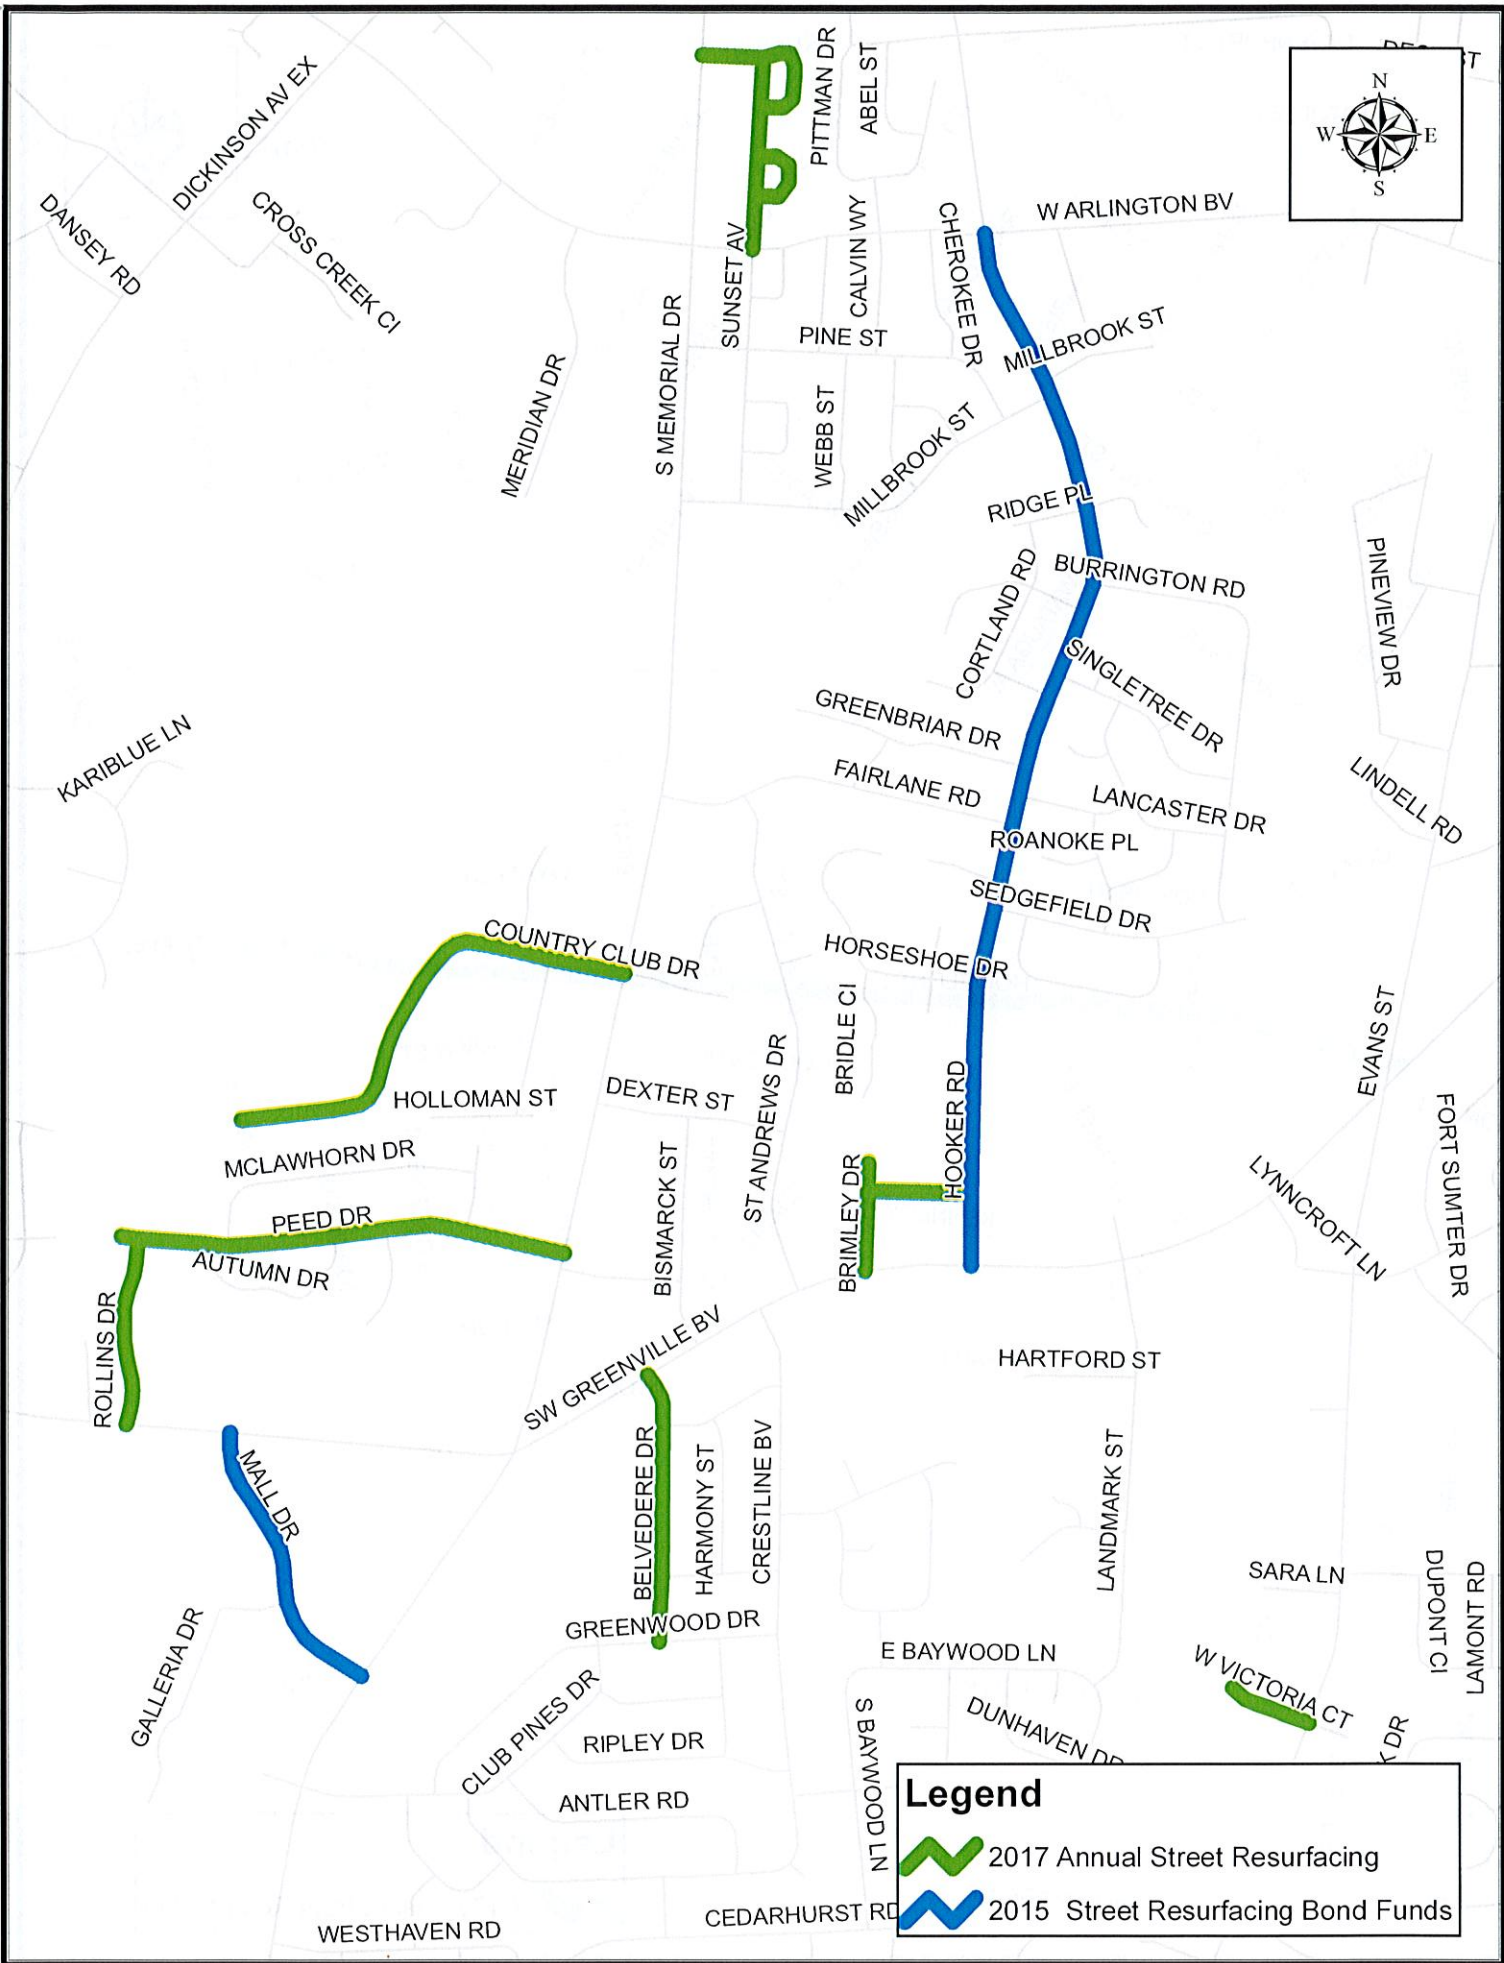 PITTMAN DR
ABEL ST
N
W
E
S
DICKINSON AV EX
DANSEY RD
CROSS CREEK CI
W ARLINGTON BV
CALVIN WY
CHEROKEE DR
SUNSET AV
S MEMORIAL DR
PINE ST
MILLBROOK ST
MERIDIAN DR
WEBB ST
MILLBROOK ST
RIDGE PL
BURRINGTON RD
PINEVIEW DR
CORTLAND RD
SINGLETREE DR
GREENBRIAR DR
KARIBLUE LN
FAIRLANE RD
LANCASTER DR
LINDELL RD
ROANOKE PL
SEDGEFIELD DR
COUNTRY CLUB DR
HORSESHOE DR
BRIDLE CI
EVANS ST
HOLLOMAN ST
DEXTER ST
ST ANDREWS DR
HOOKER RD
FORT SUMTER DR
MCLAWHORN DR
BISMARCK ST
BRIMLEY DR
LYNNCROFT LN
PEED DR
AUTUMN DR
ROLLINS DR
SW GREENVILLE BV
HARTFORD ST
MALL DR
BELVEDERE DR
HARMONY ST
CRESTLINE BV
LANDMARK ST
SARA LN
DUPONT CI
LAMONT RD
GREENWOOD DR
E BAYWOOD LN
W VICTORIA CT
GALLERIA DR
CLUB PINES DR
RIPLEY DR
S BAYWOOD LN
DUNHAVEN DR
K DR
ANTLER RD
Legend
2017 Annual Street Resurfacing
2015 Street Resurfacing Bond Funds
CEDARHURST RD
WESTHAVEN RD